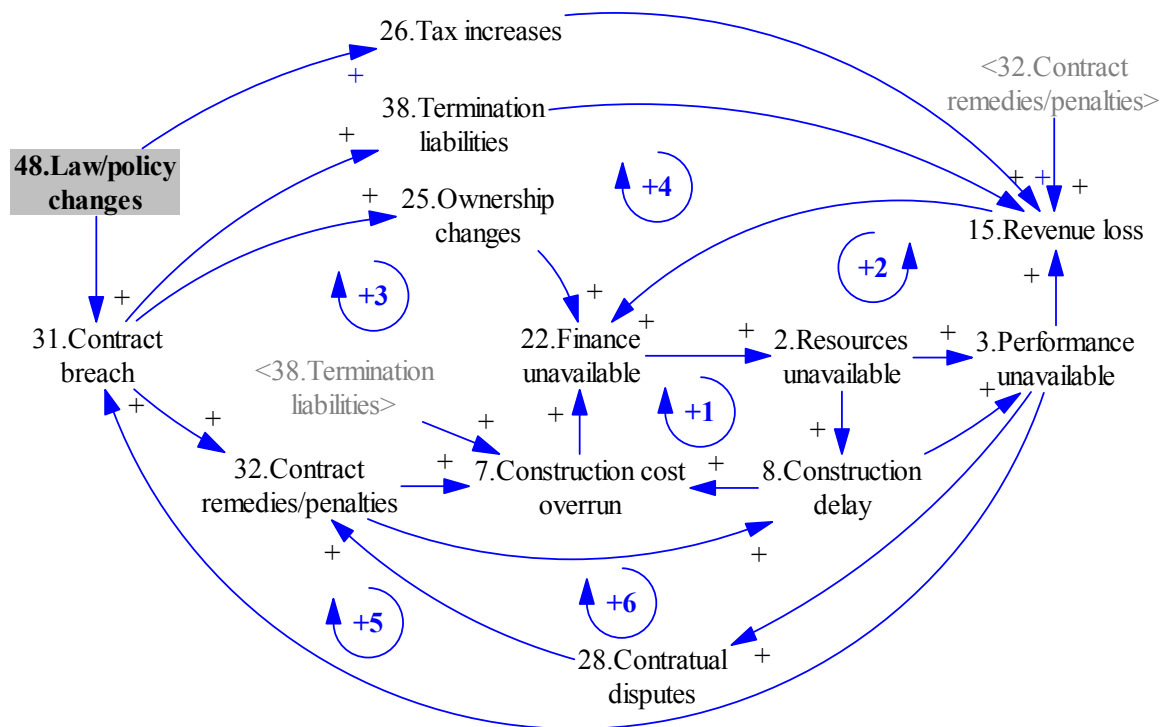 26.Tax increases
+
<32.Contract
remedies/penalties>
38.Termination
liabilities
+
48.Law/policy
changes
+4
+
+
+
+
25.Ownership
changes
15.Revenue loss
+2
+
+3
+
+
31.Contract
breach
+
22.Finance
unavailable
+
+
2.Resources
unavailable
+
3.Performance
unavailable
<38.Termination
liabilities>
+
+1
+
+
+
+
+
32.Contract
remedies/penalties
+
7.Construction cost
overrun
+
8.Construction
delay
+
+
+5
+6
28.Contratual
disputes
+